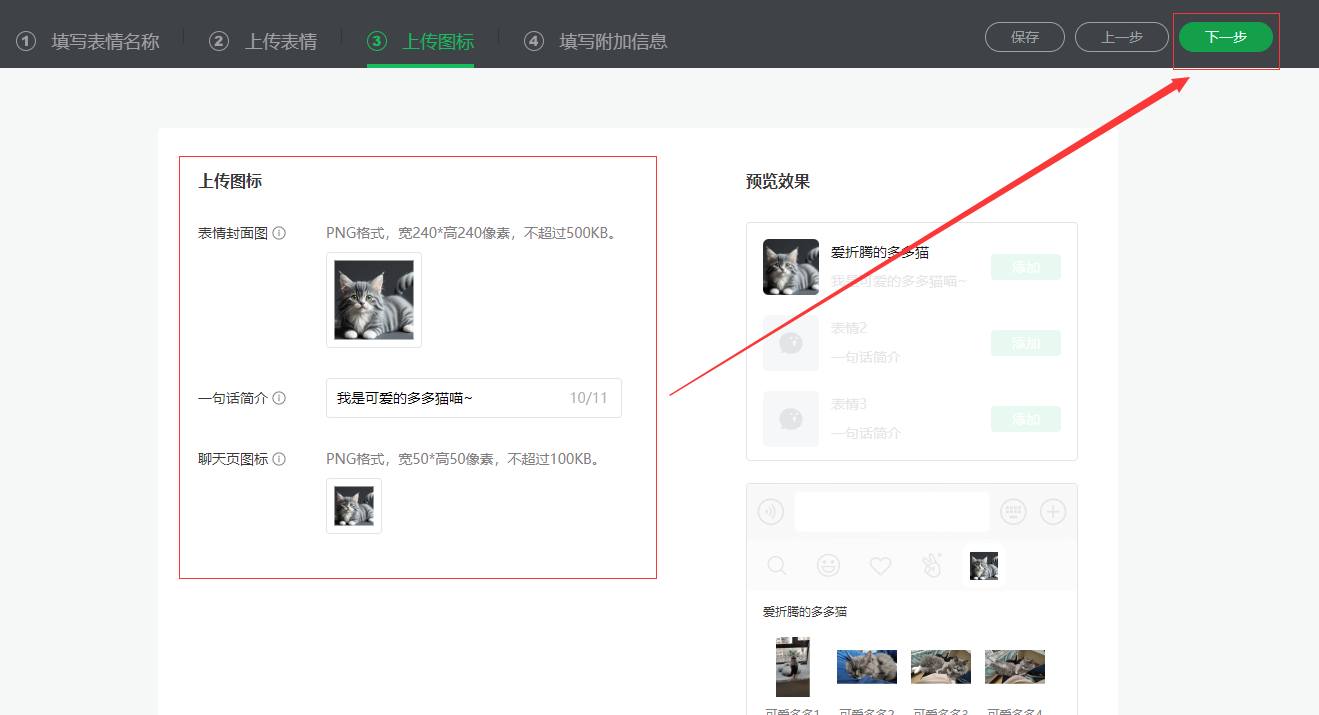 ① 填写表情名称 ② 上传表情 ③ 上传图标 ④ 填写附加信息 保存 上一步 下一步
上传图标
表情封面图 PNG格式，宽240*高240像素，不超过500KB。
一句话简介 我是可爱的多多猫喵~ 10/11
聊天页图标 PNG格式，宽50*高50像素，不超过100KB。
预览效果
爱折腾的多多猫
我是可爱的多多猫喵~
添加
表情2
一句话简介
添加
表情3
一句话简介
添加
爱折腾的多多猫
可爱多多1 可爱多多2 可爱多多3 可爱多多4